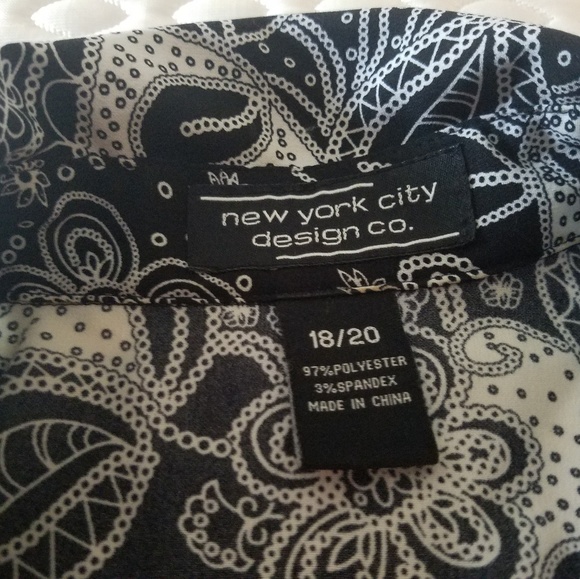 new york city
design co.
18/20
97%POLYESTER
3%SPANDEX
MADE IN CHINA